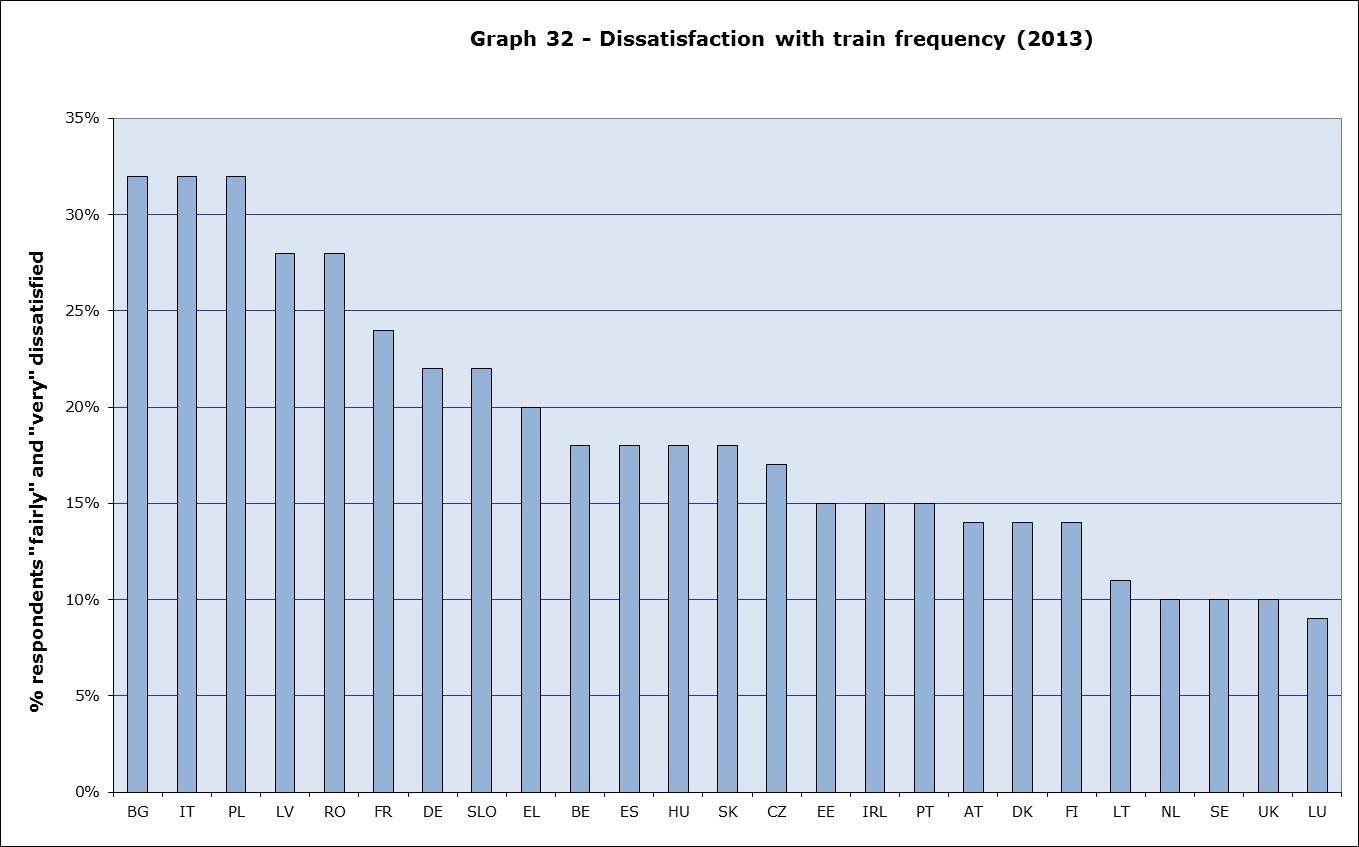 Graph 32 - Dissatisfaction with train frequency (2013)
% respondents "fairly" and "very" dissatisfied
35%
30%
25%
20%
15%
10%
5%
0%
BG IT PL LV RO FR DE SLO EL BE ES HU SK CZ EE IRL PT AT DK FI LT NL SE UK LU